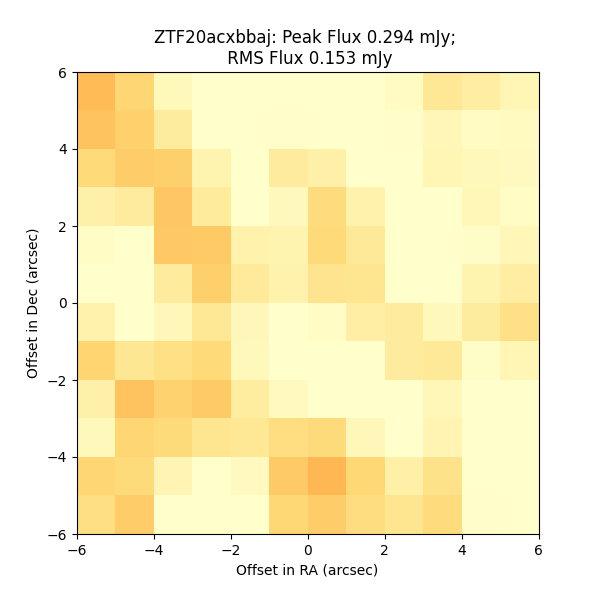 ZTF20acxbbaj: Peak Flux 0.294 mJy;
RMS Flux 0.153 mJy
6
4
2
0
−2
−4
−6
Offset in Dec (arcsec)
−6 −4 −2 0 2 4 6
Offset in RA (arcsec)